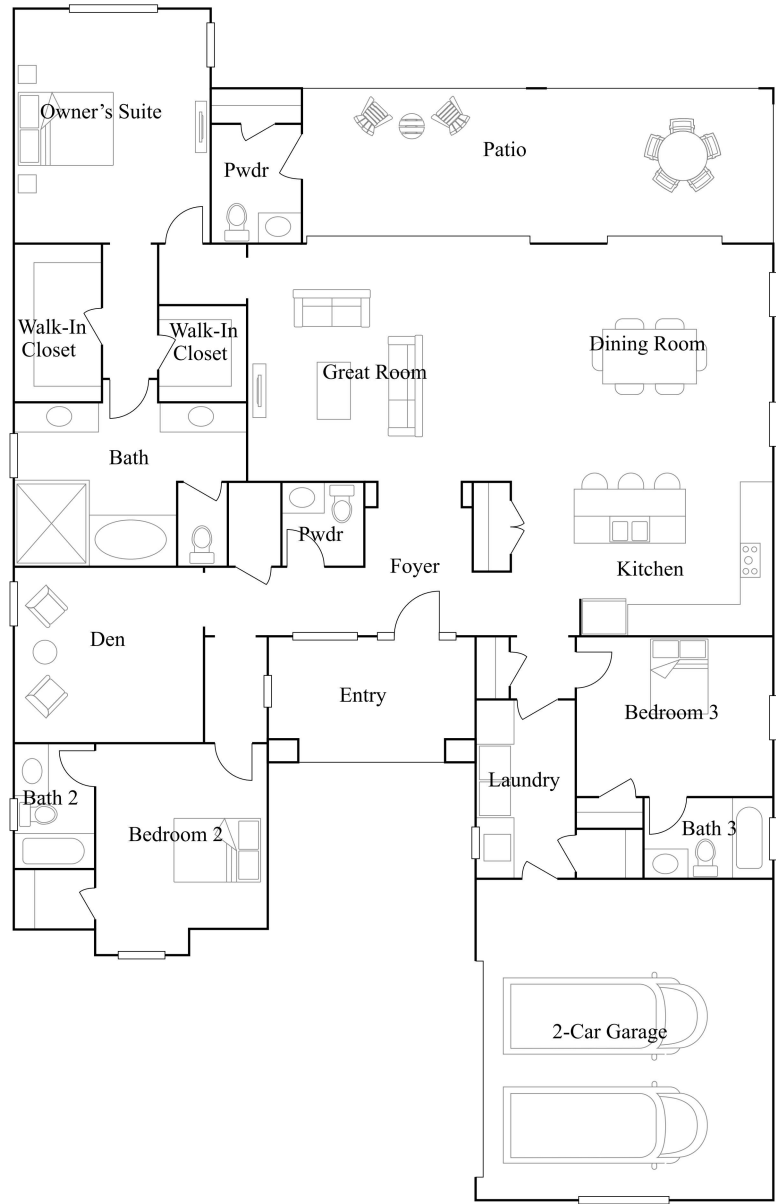 Owner's Suite
Patio
Pwdr
Walk-In
Closet
Walk-In
Closet
Dining Room
Great Room
Bath
Pwdr
Foyer
Kitchen
Den
Entry
Bedroom 3
Laundry
Bath 2
Bedroom 2
Bath 3
2-Car Garage